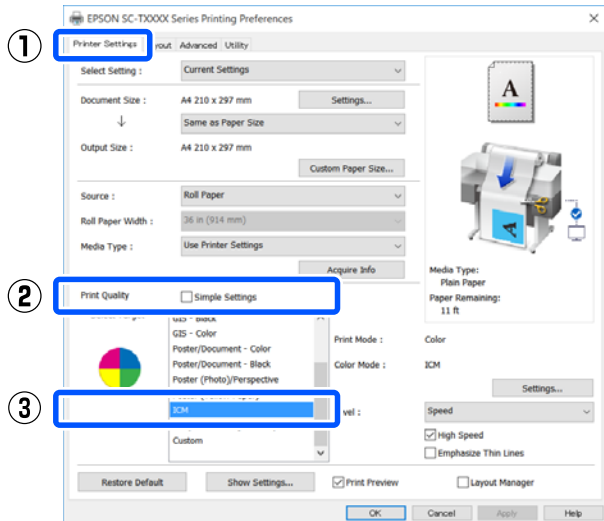 EPSON SC-TXXXX Series Printing Preferences
1
Printer Settings
Advanced
Utility
Select Setting :
Current Settings
Document Size :
A4 210 x 297 mm
Settings...
Same as Paper Size
Output Size :
A4 210 x 297 mm
Custom Paper Size...
A
Source :
Roll Paper
Roll Paper Width :
36 in (914 mm)
Media Type :
Use Printer Settings
Acquire Info
Media Type:
Plain Paper
Paper Remaining:
11 ft
2
Print Quality
Simple Settings
GIS - Black
GIS - Color
Poster/Document - Color
Poster/Document - Black
Poster (Photo)/Perspective
Print Mode :
Color
Color Mode :
ICM
Settings...
3
ICM
vel :
Speed
Custom
High Speed
Emphasize Thin Lines
Restore Default
Show Settings...
Print Preview
Layout Manager
OK
Cancel
Apply
Help